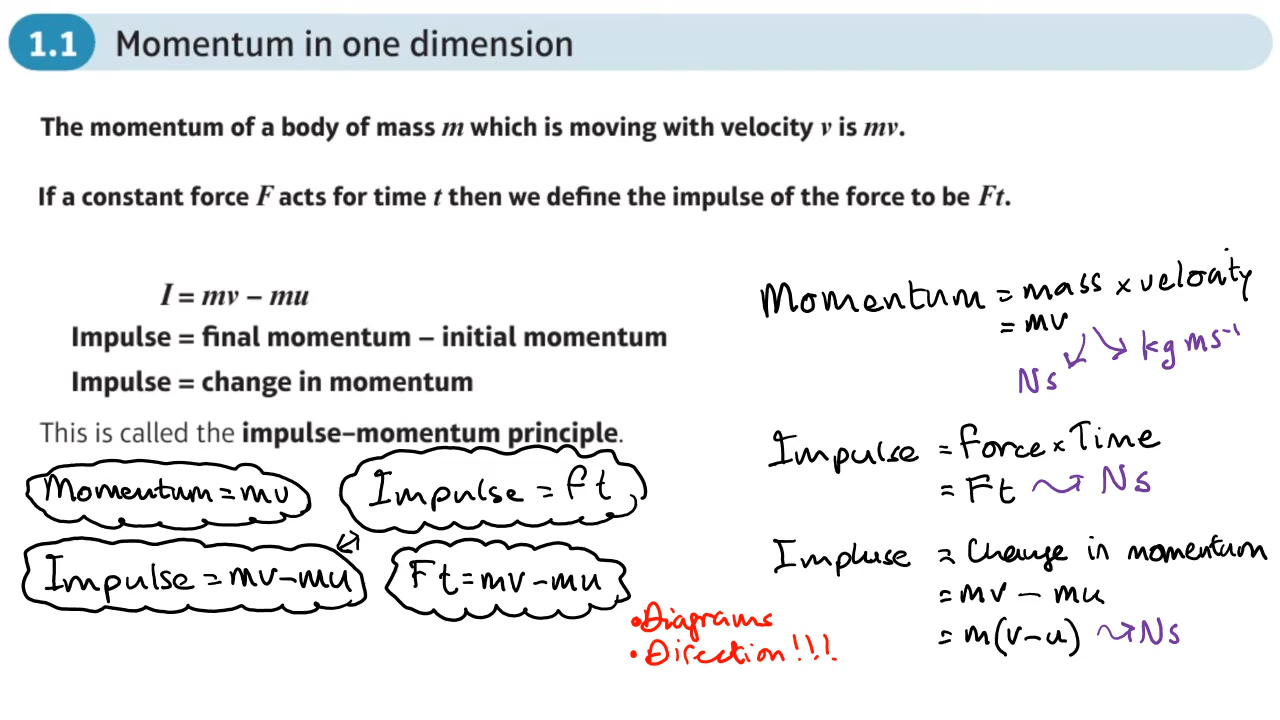 1.1 Momentum in one dimension
The momentum of a body of mass m which is moving with velocity v is mv.
If a constant force F acts for time t then we define the impulse of the force to be Ft.
I = mv – mu
Impulse = final momentum – initial momentum
Impulse = change in momentum
This is called the impulse–momentum principle.
Momentum = mv
Impulse = ft
Impulse = mv – mu
Ft = mv – mu
• Diagrams
• Direction!!!
Momentum = mass × velocity
= mv
Ns
kg ms⁻¹
Impulse = Force × Time
= Ft Ns
Impluse = Change in momentum
= mv – mu
= m(v – u) Ns